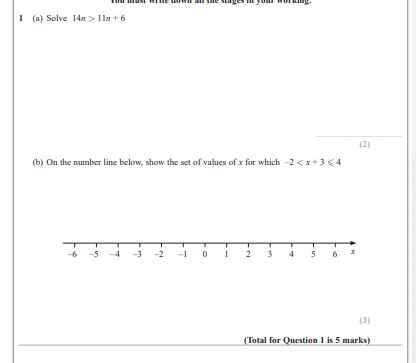 You must write down all the stages in your working.
1 (a) Solve 14n > 11n + 6
(2)
(b) On the number line below, show the set of values of x for which –2 < x + 3 ⩽ 4
–6 –5 –4 –3 –2 –1 0 1 2 3 4 5 6 x
(3)
(Total for Question 1 is 5 marks)